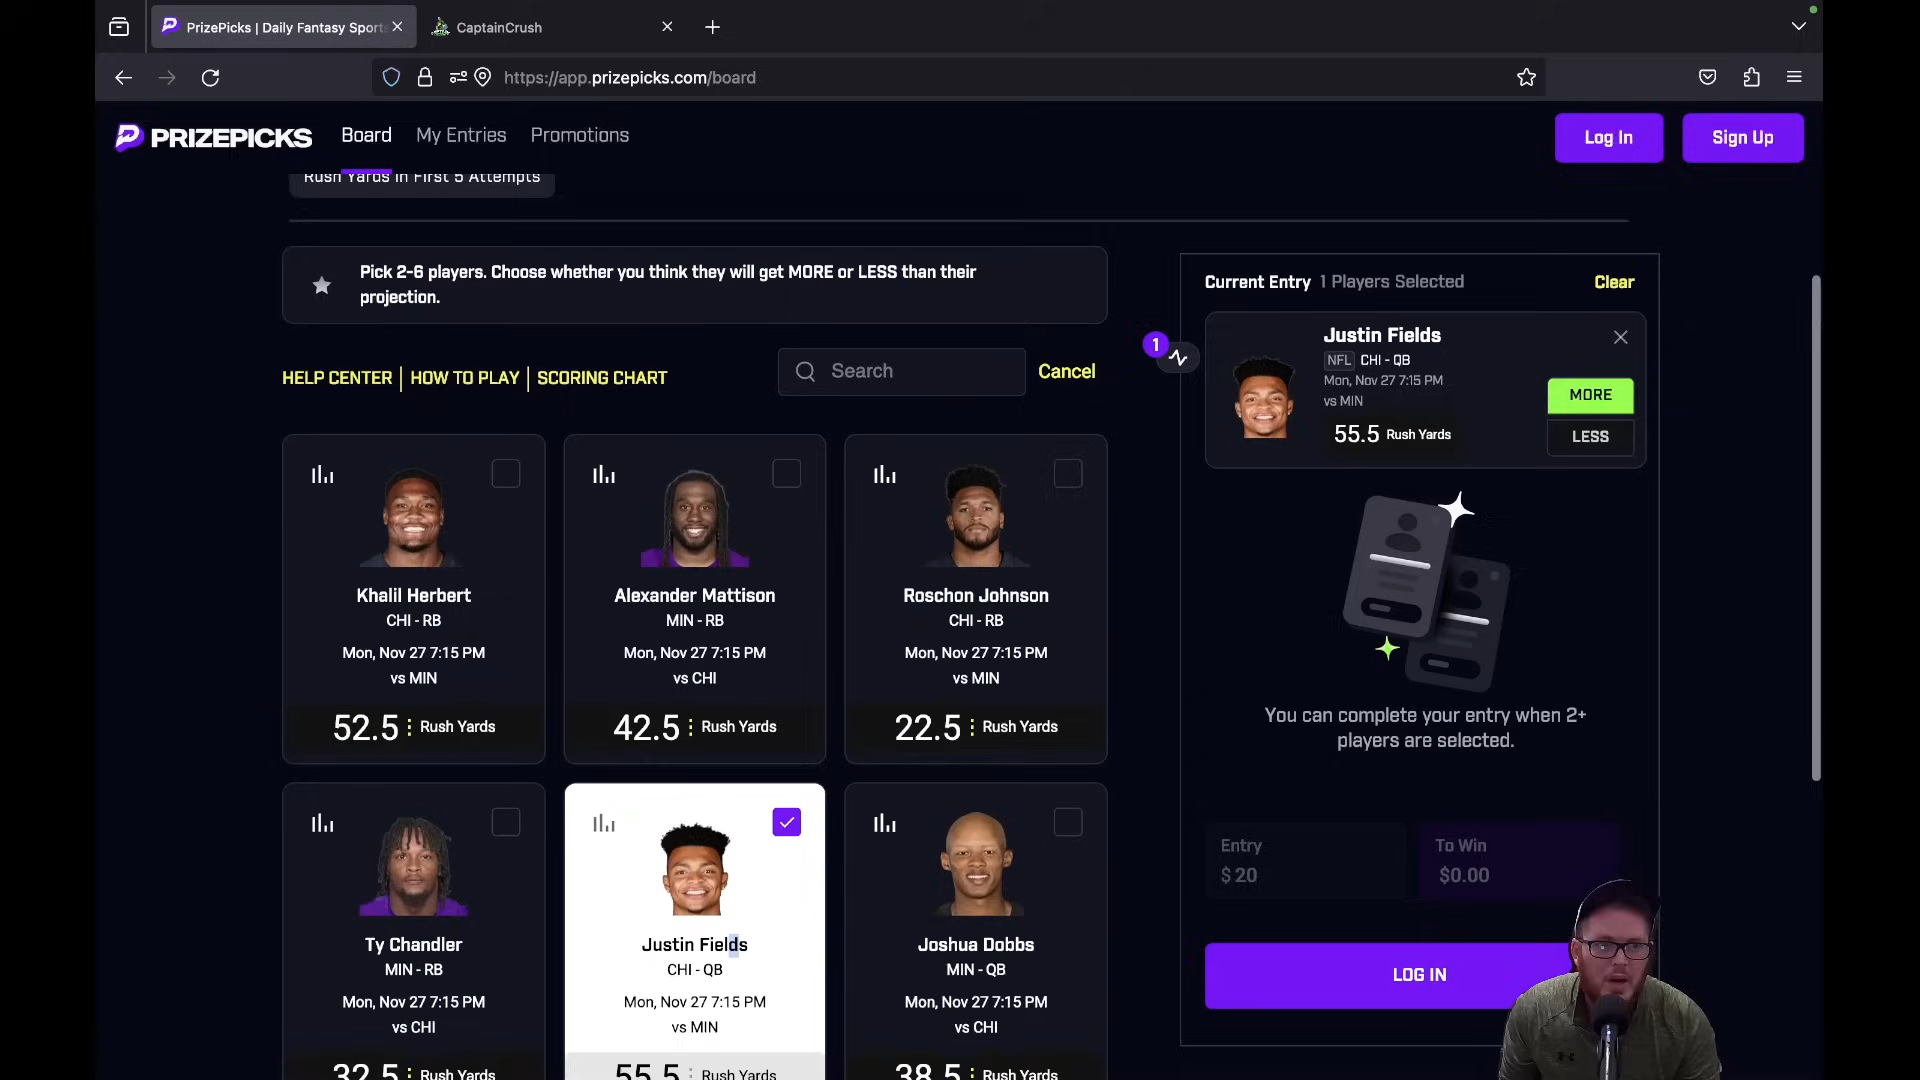 PrizePicks | Daily Fantasy Sport
CaptainCrush
https://app.prizepicks.com/board
PRIZEPICKS
Board
My Entries
Promotions
Log In
Sign Up
Rush Yards in First 5 Attempts
Pick 2-6 players. Choose whether you think they will get MORE or LESS than their
projection.
HELP CENTER | HOW TO PLAY | SCORING CHART
Search
Cancel
Khalil Herbert
CHI - RB
Mon, Nov 27 7:15 PM
vs MIN
52.5 Rush Yards
Alexander Mattison
MIN - RB
Mon, Nov 27 7:15 PM
vs CHI
42.5 Rush Yards
Roschon Johnson
CHI - RB
Mon, Nov 27 7:15 PM
vs MIN
22.5 Rush Yards
Ty Chandler
MIN - RB
Mon, Nov 27 7:15 PM
vs CHI
32.5 Rush Yards
Justin Fields
CHI - QB
Mon, Nov 27 7:15 PM
vs MIN
55.5 Rush Yards
Joshua Dobbs
MIN - QB
Mon, Nov 27 7:15 PM
vs CHI
38.5 Rush Yards
Current Entry 1 Players Selected
Clear
1
Justin Fields
NFL CHI - QB
Mon, Nov 27 7:15 PM
vs MIN
55.5 Rush Yards
MORE
LESS
You can complete your entry when 2+
players are selected.
Entry
$ 20
To Win
$0.00
LOG IN